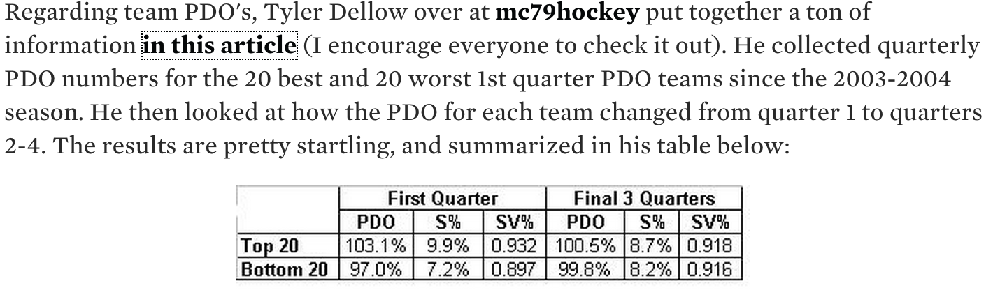 Regarding team PDO's, Tyler Dellow over at mc79hockey put together a ton of
information in this article (I encourage everyone to check it out). He collected quarterly
PDO numbers for the 20 best and 20 worst 1st quarter PDO teams since the 2003-2004
season. He then looked at how the PDO for each team changed from quarter 1 to quarters
2-4. The results are pretty startling, and summarized in his table below:
First Quarter Final 3 Quarters
PDO S% SV% PDO S% SV%
Top 20 103.1% 9.9% 0.932 100.5% 8.7% 0.918
Bottom 20 97.0% 7.2% 0.897 99.8% 8.2% 0.916